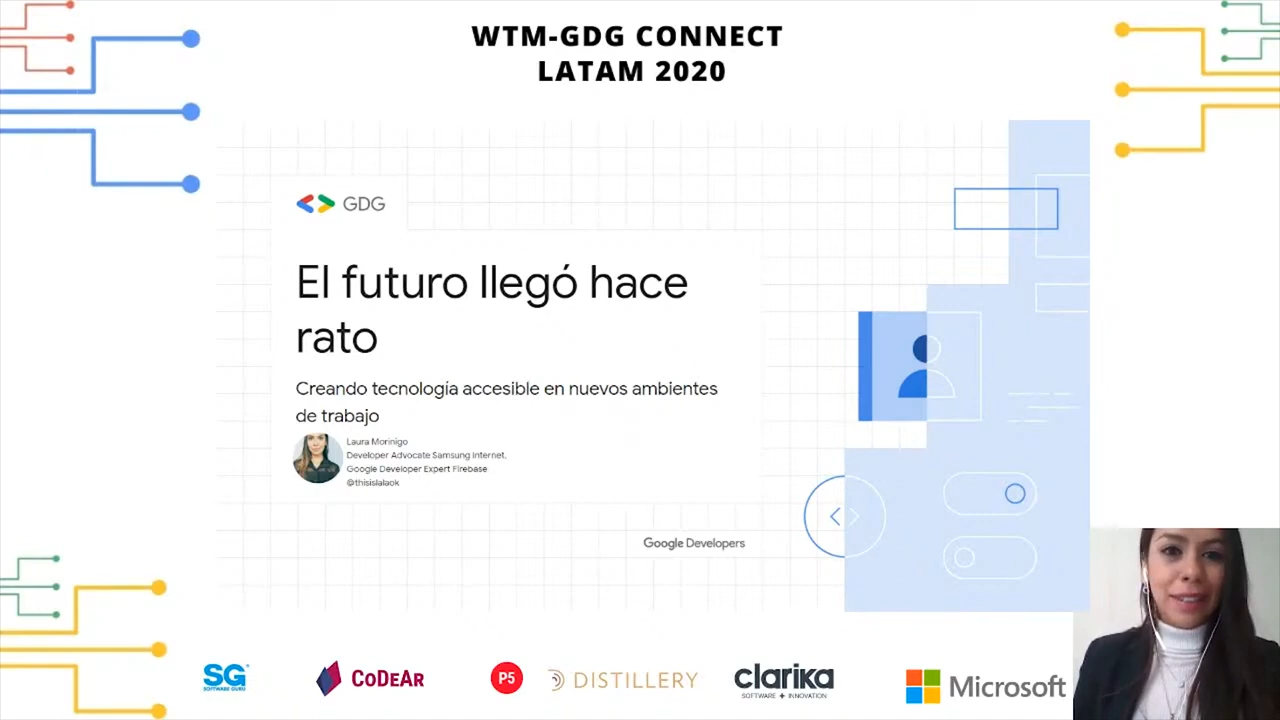 WTM-GDG CONNECT
LATAM 2020
GDG
El futuro llegó hace
rato
Creando tecnología accesible en nuevos ambientes
de trabajo
Laura Morinigo
Developer Advocate Samsung Internet,
Google Developer Expert Firebase
@thisislalaok
Google Developers
SG
SOFTWARE GURU
CODEAR
P5
DISTILLERY
clarika
SOFTWARE + INNOVATION
Microsoft